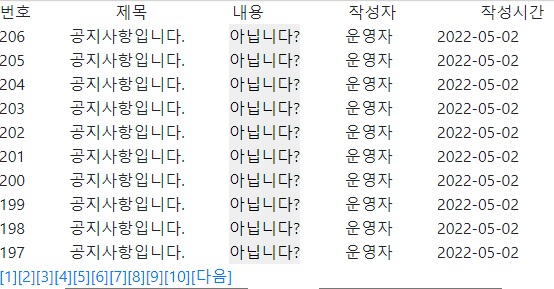 번호 제목 내용 작성자 작성시간
206 공지사항입니다. 아닙니다? 운영자 2022-05-02
205 공지사항입니다. 아닙니다? 운영자 2022-05-02
204 공지사항입니다. 아닙니다? 운영자 2022-05-02
203 공지사항입니다. 아닙니다? 운영자 2022-05-02
202 공지사항입니다. 아닙니다? 운영자 2022-05-02
201 공지사항입니다. 아닙니다? 운영자 2022-05-02
200 공지사항입니다. 아닙니다? 운영자 2022-05-02
199 공지사항입니다. 아닙니다? 운영자 2022-05-02
198 공지사항입니다. 아닙니다? 운영자 2022-05-02
197 공지사항입니다. 아닙니다? 운영자 2022-05-02
[1][2][3][4][5][6][7][8][9][10][다음]